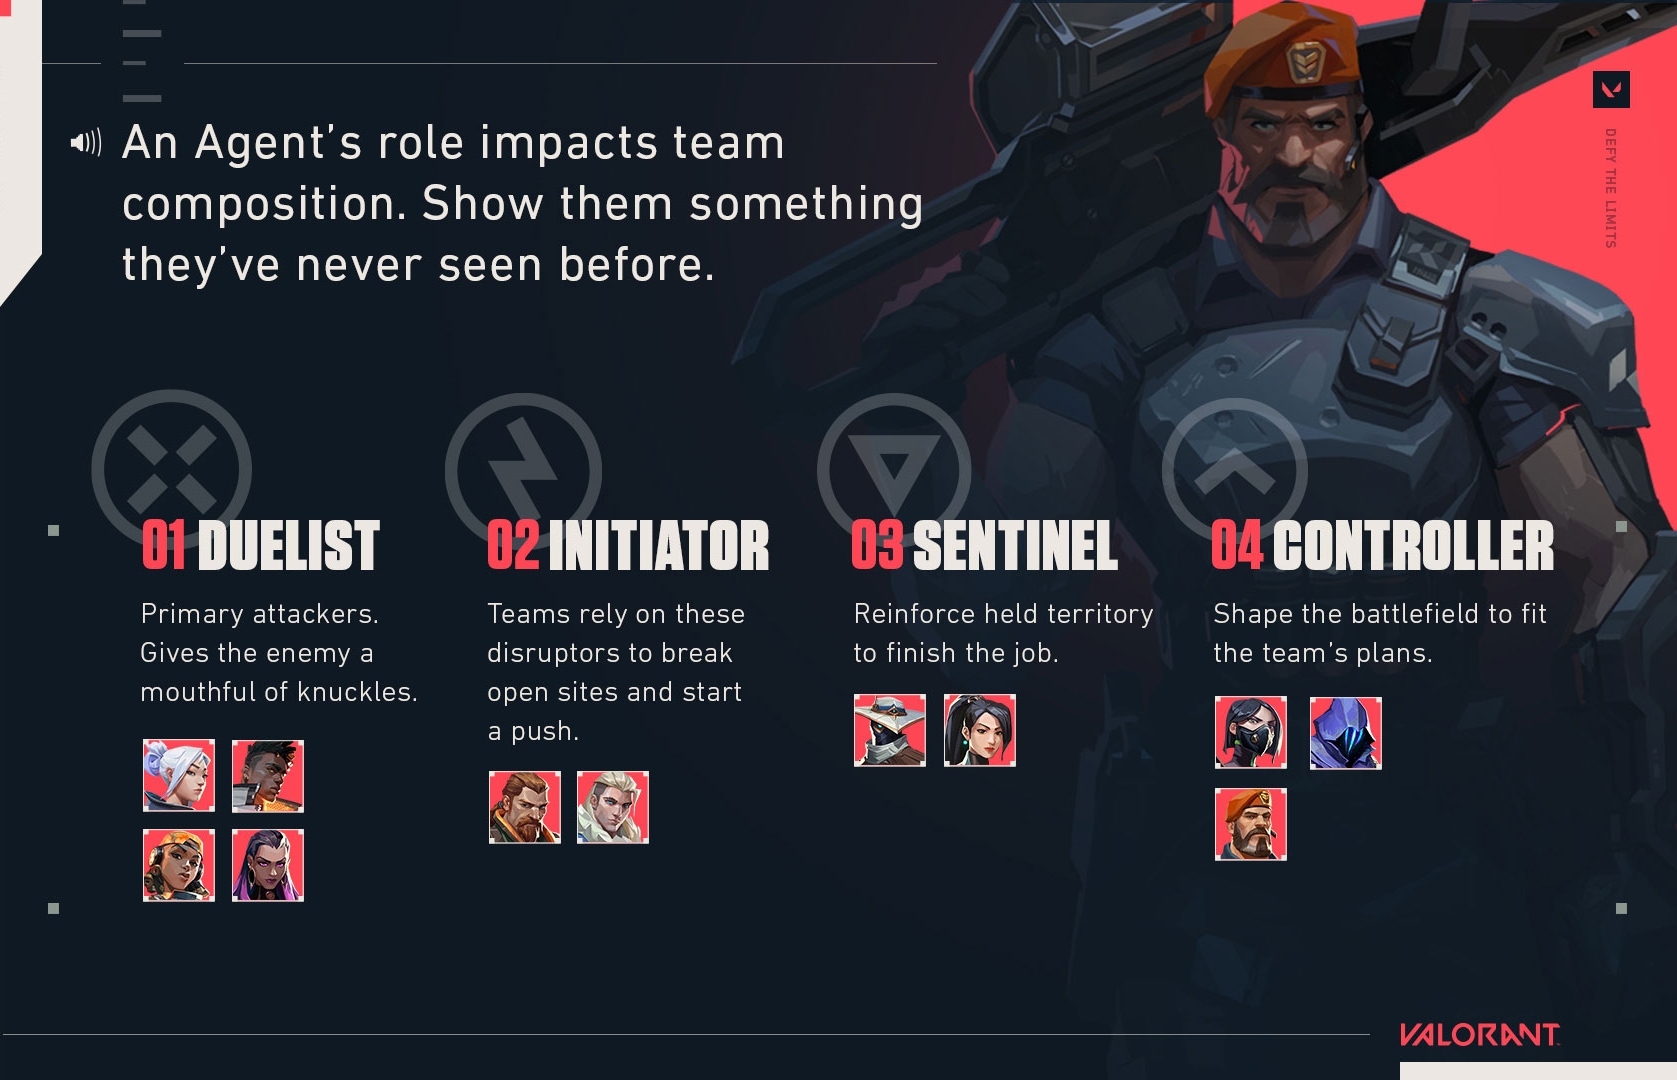 An Agent’s role impacts team
composition. Show them something
they’ve never seen before.
DEFY THE LIMITS
01 DUELIST
Primary attackers.
Gives the enemy a
mouthful of knuckles.
02 INITIATOR
Teams rely on these
disruptors to break
open sites and start
a push.
03 SENTINEL
Reinforce held territory
to finish the job.
04 CONTROLLER
Shape the battlefield to fit
the team’s plans.
VALORANT